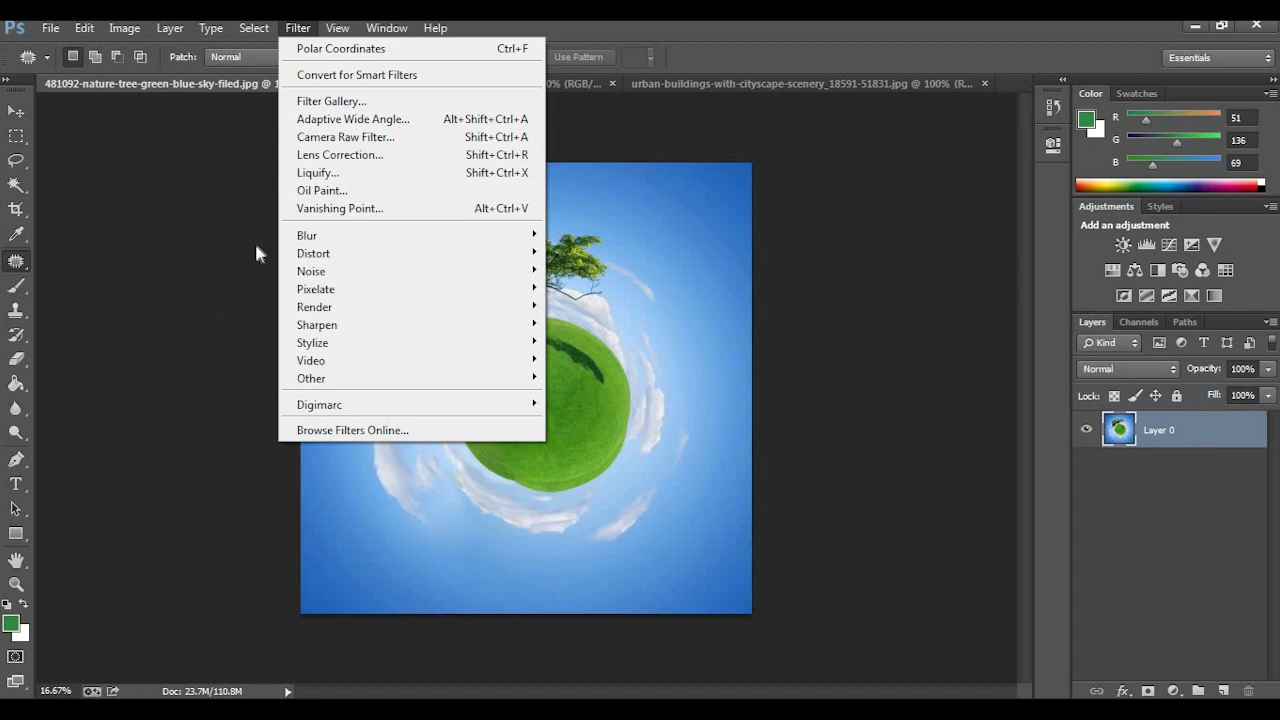 Ps File Edit Image Layer Type Select Filter View Window Help
Patch: Normal Use Pattern Essentials
481092-nature-tree-green-blue-sky-filed.jpg @ 1 0% (RGB/... × urban-buildings-with-cityscape-scenery_18591-51831.jpg @ 100% (R... ×
Polar Coordinates Ctrl+F
Convert for Smart Filters
Filter Gallery...
Adaptive Wide Angle... Alt+Shift+Ctrl+A
Camera Raw Filter... Shift+Ctrl+A
Lens Correction... Shift+Ctrl+R
Liquify... Shift+Ctrl+X
Oil Paint...
Vanishing Point... Alt+Ctrl+V
Blur
Distort
Noise
Pixelate
Render
Sharpen
Stylize
Video
Other
Digimarc
Browse Filters Online...
Color Swatches
R 51
G 136
B 69
Adjustments Styles
Add an adjustment
Layers Channels Paths
Kind
Normal Opacity: 100%
Lock: Fill: 100%
Layer 0
16.67% Doc: 23.7M/110.8M